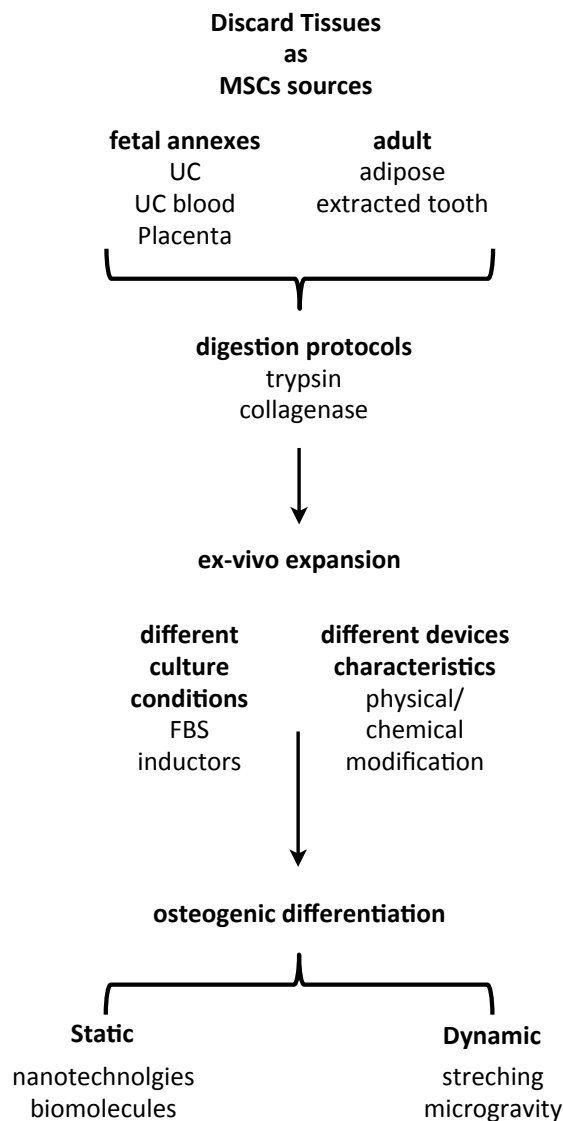 Discard Tissues
as
MSCs sources
fetal annexes
UC
UC blood
Placenta
adult
adipose
extracted tooth
digestion protocols
trypsin
collagenase
ex-vivo expansion
different
culture
conditions
FBS
inductors
different devices
characteristics
physical/
chemical
modification
osteogenic differentiation
Static
nanotechnolgies
biomolecules
Dynamic
streching
microgravity